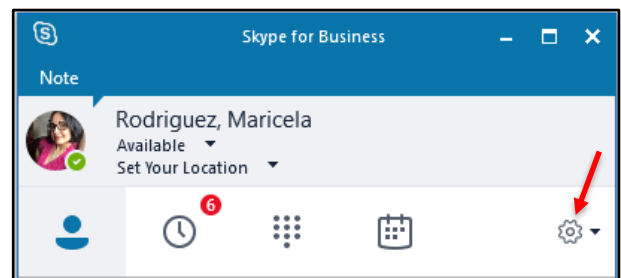 Skype for Business
Note
Rodriguez, Maricela
Available
Set Your Location
6